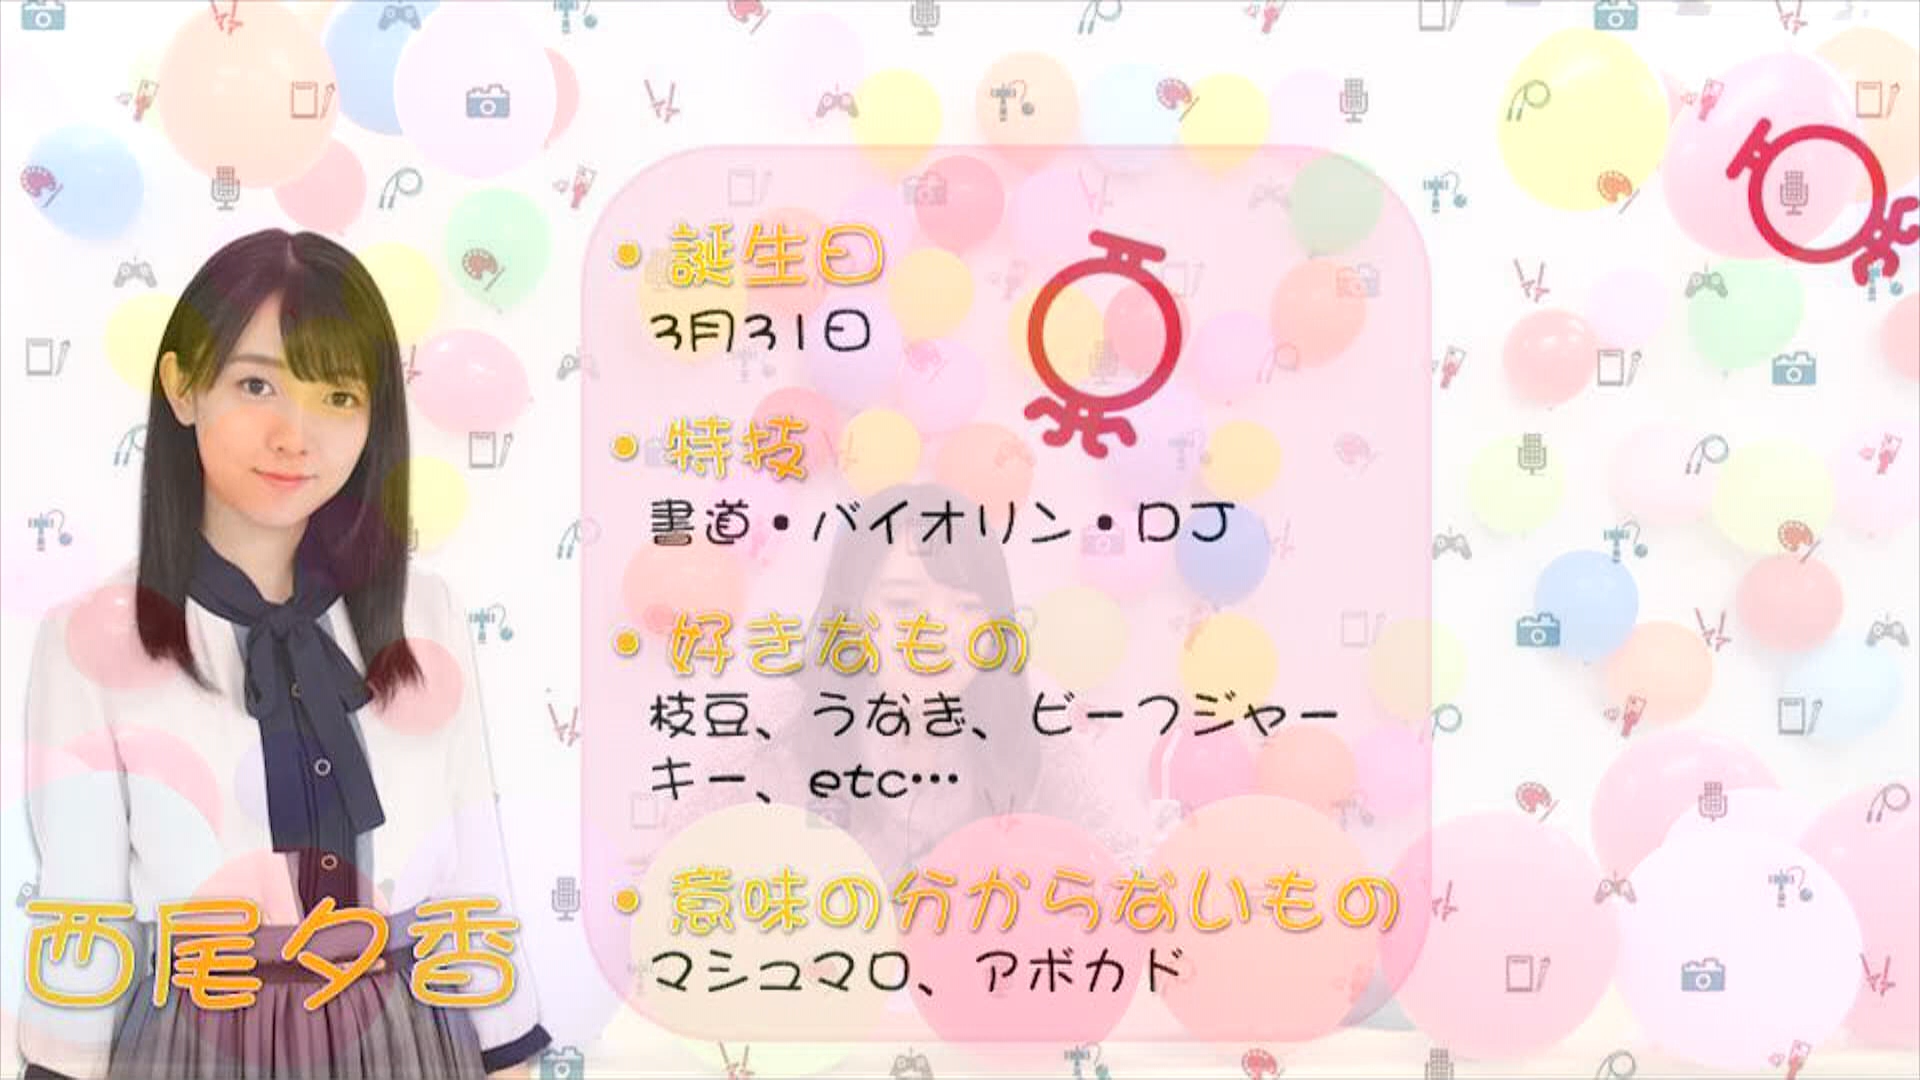 ・誕生日
3月31日
・特技
書道・バイオリン・DJ
・好きなもの
枝豆、うなぎ、ビーフジャー
キー、etc…
・意味の分からないもの
マシュマロ、アボカド
西尾夕香